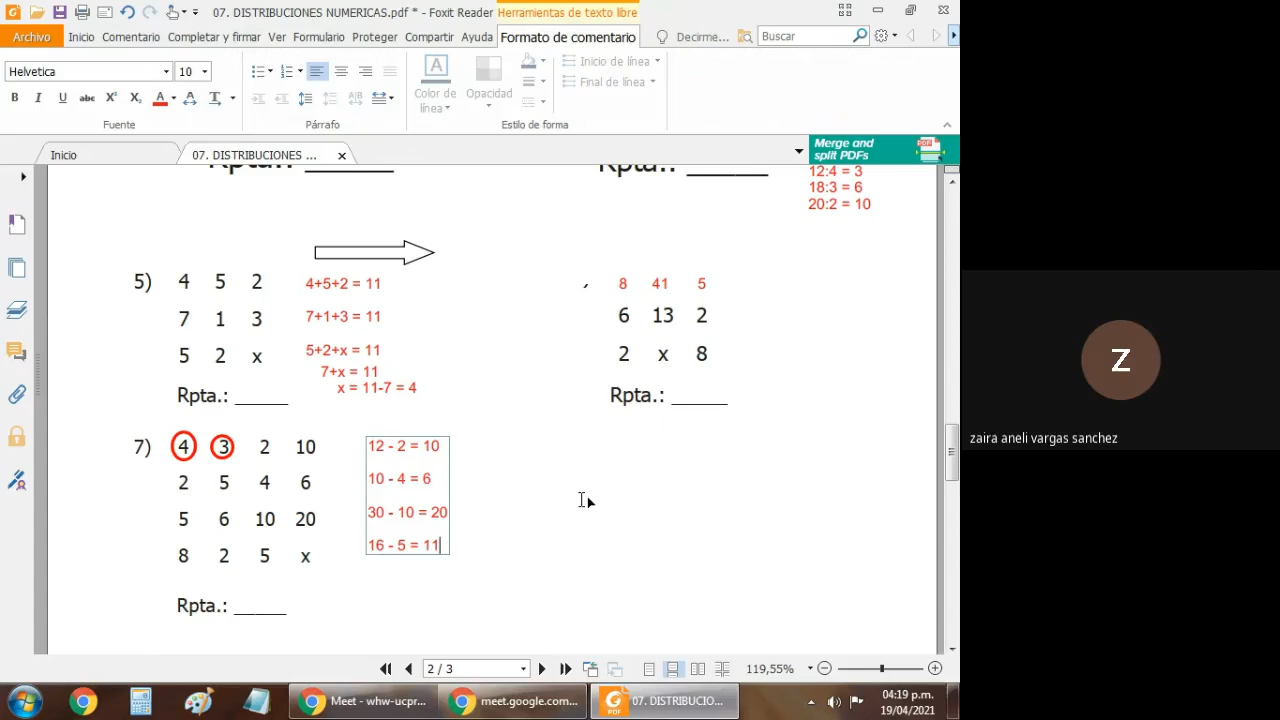 07. DISTRIBUCIONES NUMERICAS.pdf * - Foxit Reader
Herramientas de texto libre
Archivo Inicio Comentario Completar y firmar Ver Formulario Proteger Compartir Ayuda Formato de comentario Decirme... Buscar
Helvetica 10
Color de línea Opacidad
Inicio de línea
Final de línea
Fuente Párrafo Estilo de forma
Inicio 07. DISTRIBUCIONES ...
Merge and split PDFs
Rpta.: ______ Rpta.: ______
12:4 = 3
18:3 = 6
20:2 = 10
5) 4 5 2 4+5+2 = 11
7 1 3 7+1+3 = 11
5 2 x 5+2+x = 11
7+x = 11
x = 11-7 = 4
Rpta.: _____
8 41 5
6 13 2
2 x 8
Rpta.: _____
7) 4 3 2 10 12 - 2 = 10
2 5 4 6 10 - 4 = 6
5 6 10 20 30 - 10 = 20
8 2 5 x 16 - 5 = 11
Rpta.: _____
2 / 3
119,55%
Meet - whw-ucpr... meet.google.com... 07. DISTRIBUCIO...
04:19 p.m.
19/04/2021
Z
zaira aneli vargas sanchez